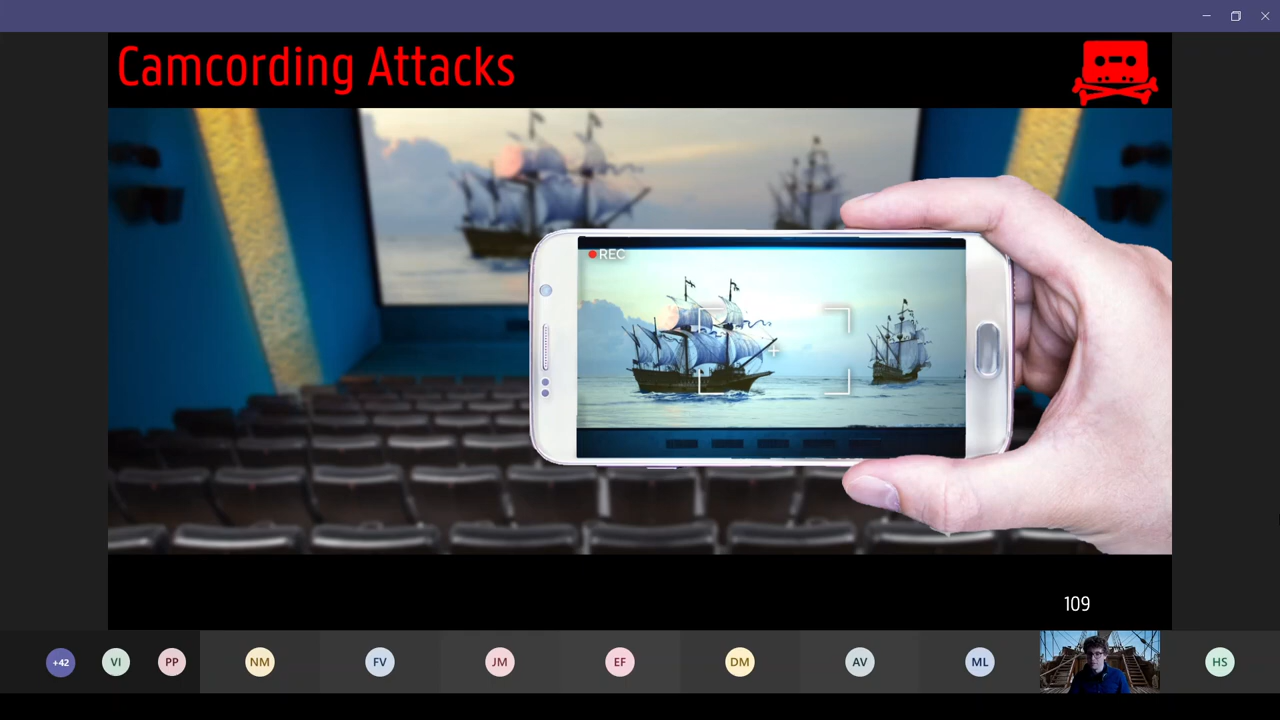 Camcording Attacks
REC
109
+42
VI
PP
NM
FV
JM
EF
DM
AV
ML
HS